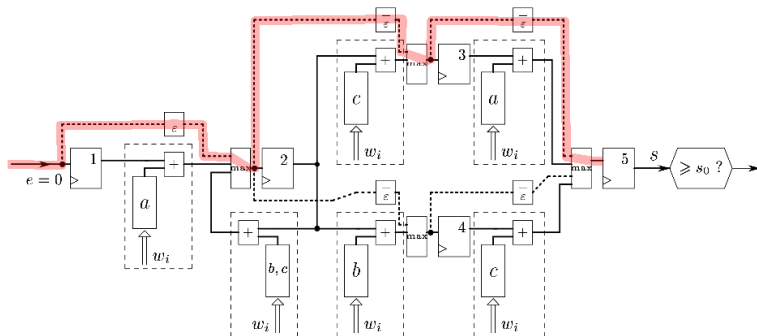 ε̄ ε̄
+ 3 +
max
c a
ε
w_i w_i
1 + max 2 max 5 s ⩾ s₀ ?
e = 0
a ε̄ ε̄
+ + max 4 +
w_i b, c b c
w_i w_i w_i